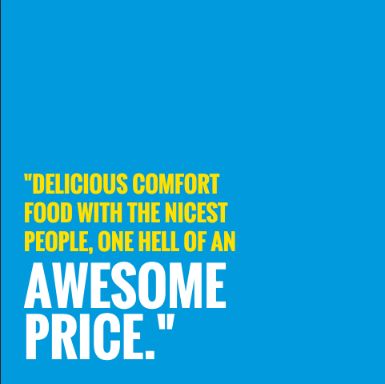 "DELICIOUS COMFORT
FOOD WITH THE NICEST
PEOPLE, ONE HELL OF AN
AWESOME
PRICE."